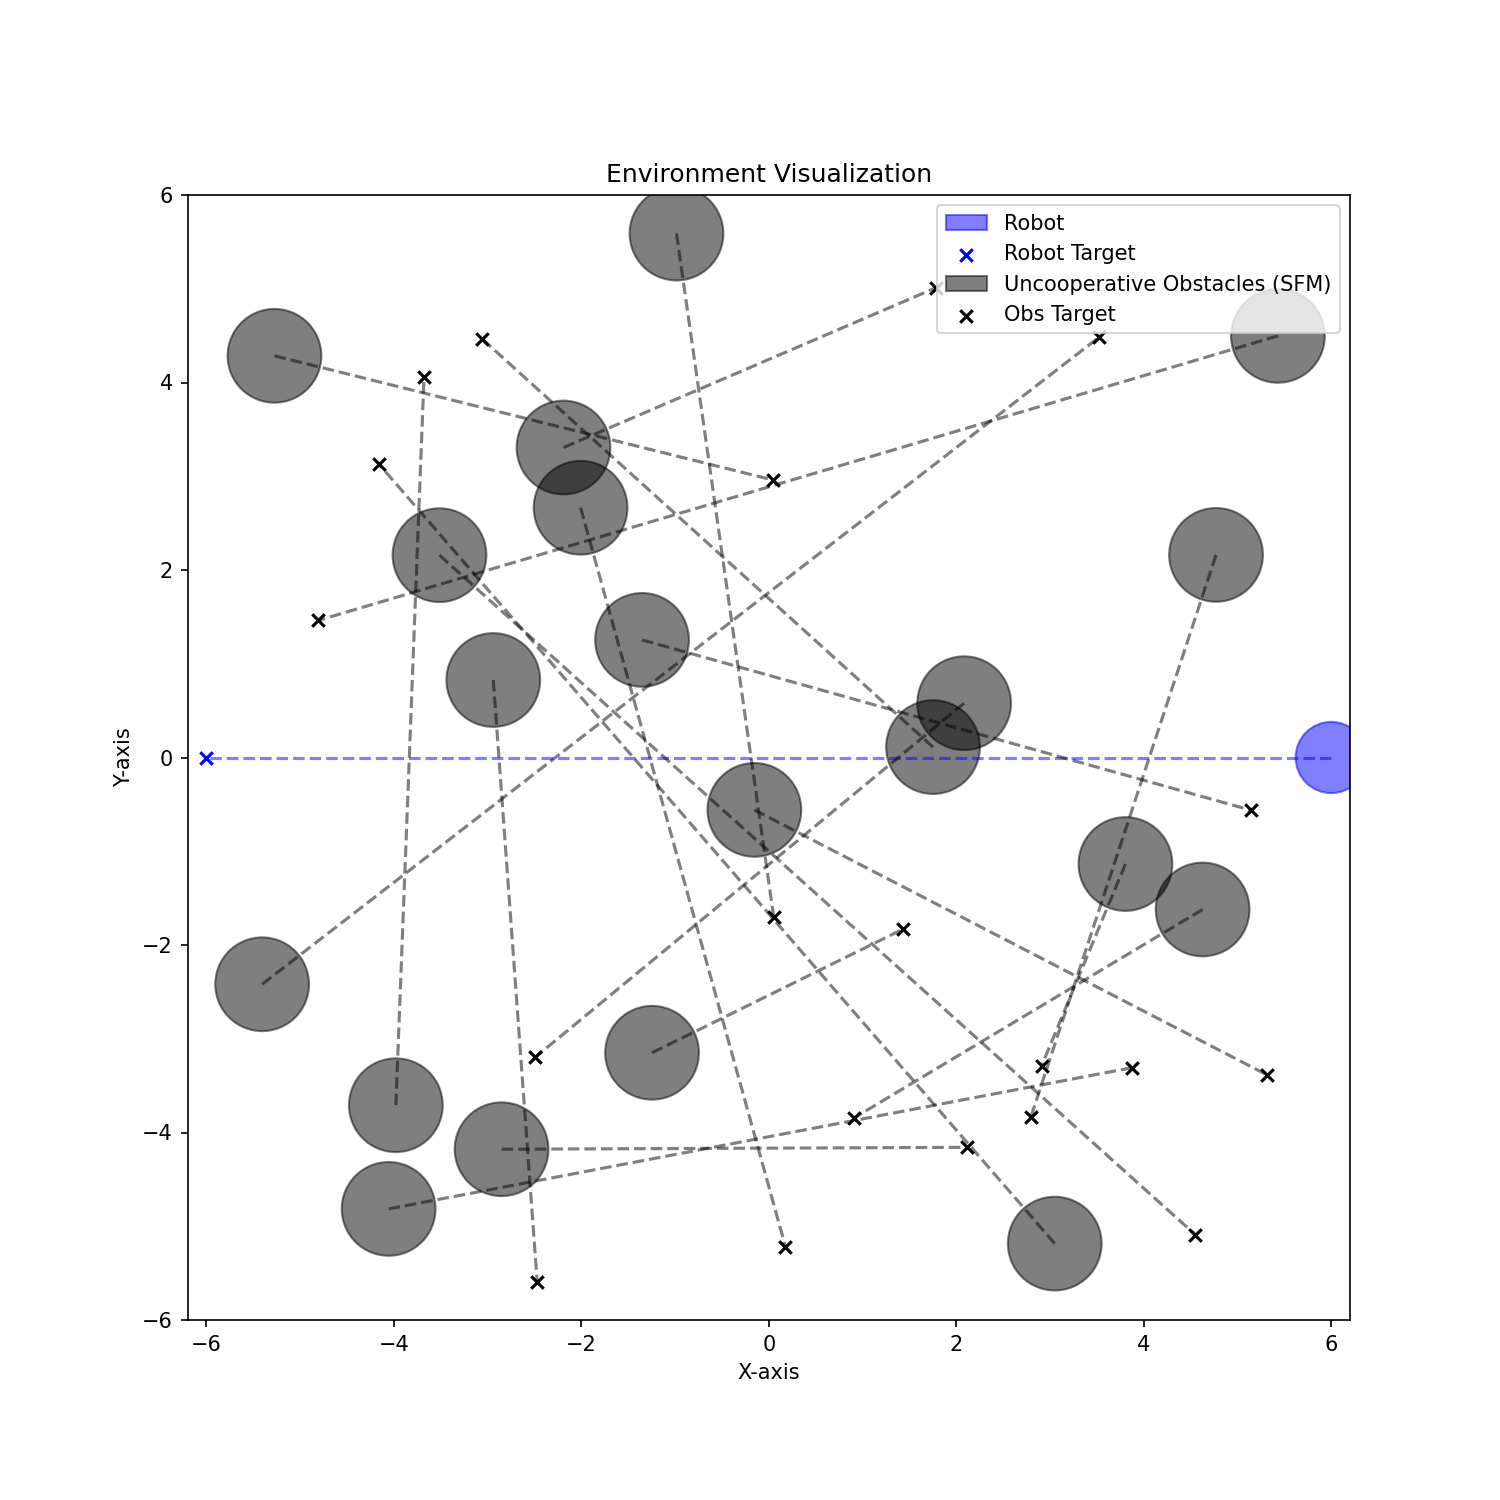 Environment Visualization
Robot
Robot Target
Uncooperative Obstacles (SFM)
Obs Target
6
4
2
0
−2
−4
−6
Y-axis
−6
−4
−2
0
2
4
6
X-axis